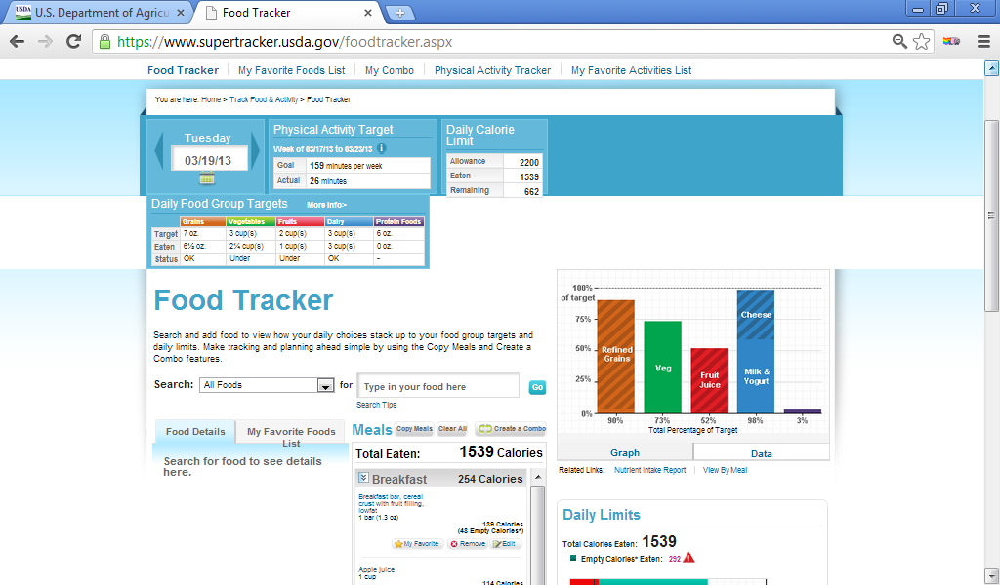 U.S. Department of Agricu
Food Tracker
https://www.supertracker.usda.gov/foodtracker.aspx
Food Tracker My Favorite Foods List My Combo Physical Activity Tracker My Favorite Activities List
You are here: Home > Track Food & Activity > Food Tracker
Tuesday
03/19/13
Physical Activity Target
Week of 03/17/13 to 03/23/13
Goal 159 minutes per week
Actual 26 minutes
Daily Calorie
Limit
Allowance 2200
Eaten 1539
Remaining 662
Daily Food Group Targets More Info>
Grains Vegetables Fruits Dairy Protein Foods
Target 7 oz. 3 cup(s) 2 cup(s) 3 cup(s) 6 oz.
Eaten 6½ oz. 2¼ cup(s) 1 cup(s) 3 cup(s) 0 oz.
Status OK Under Under OK -
Food Tracker
Search and add food to view how your daily choices stack up to your food group targets and
daily limits. Make tracking and planning ahead simple by using the Copy Meals and Create a
Combo features.
Search: All Foods for Type in your food here Go
Search Tips
Food Details
My Favorite Foods
List
Search for food to see details
here.
Meals Copy Meals Clear All Create a Combo
Total Eaten: 1539 Calories
Breakfast 254 Calories
Breakfast bar, cereal
crust with fruit filling,
lowfat
1 bar (1.3 oz)
139 Calories
(48 Empty Calories*)
My Favorite Remove Edit
Apple juice
1 cup
114 Calories
100%
of target
75%
50%
25%
0%
Refined
Grains
Veg
Fruit
Juice
Cheese
Milk &
Yogurt
90% 73% 52% 98% 3%
Total Percentage of Target
Graph Data
Related Links: Nutrient Intake Report View By Meal
Daily Limits
Total Calories Eaten: 1539
Empty Calories* Eaten: 292